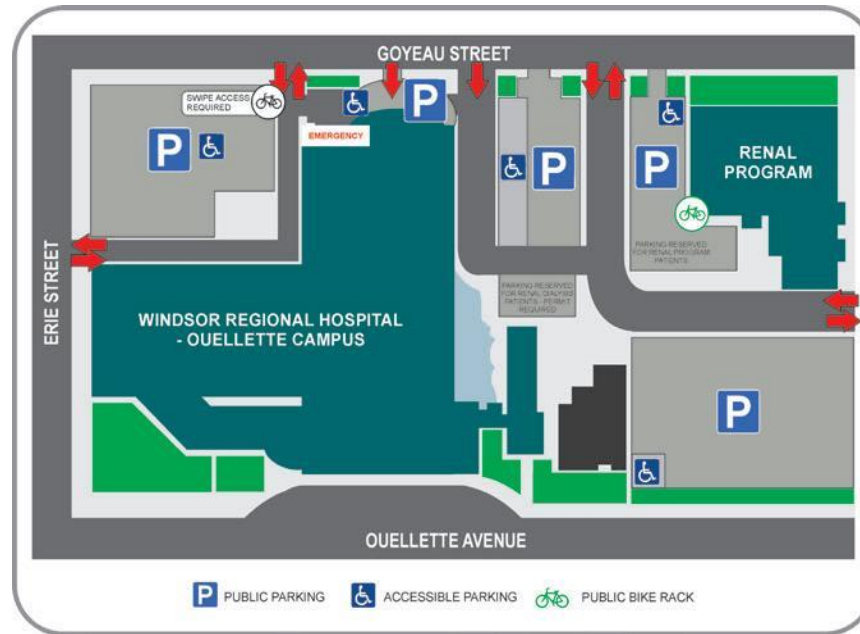 GOYEAU STREET
SWIPE ACCESS
REQUIRED
P
EMERGENCY
P
P
P
RENAL
PROGRAM
PARKING RESERVED
FOR RENAL PROGRAM
PATIENTS
PARKING RESERVED
FOR RENAL DIALYSIS
PATIENTS - PERMIT
REQUIRED
ERIE STREET
WINDSOR REGIONAL HOSPITAL
- OUELLETTE CAMPUS
P
OUELLETTE AVENUE
P PUBLIC PARKING
ACCESSIBLE PARKING
PUBLIC BIKE RACK